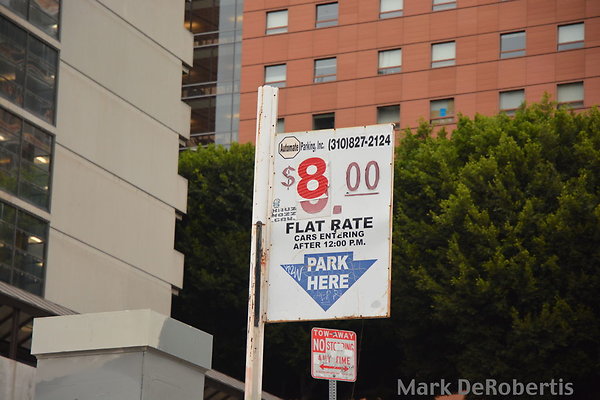 Automate Parking, Inc. (310)827-2124
$8.00
FLAT RATE
CARS ENTERING
AFTER 12:00 P.M.
PARK
HERE
TOW-AWAY
NO STOPPING
ANY TIME
Mark DeRobertis